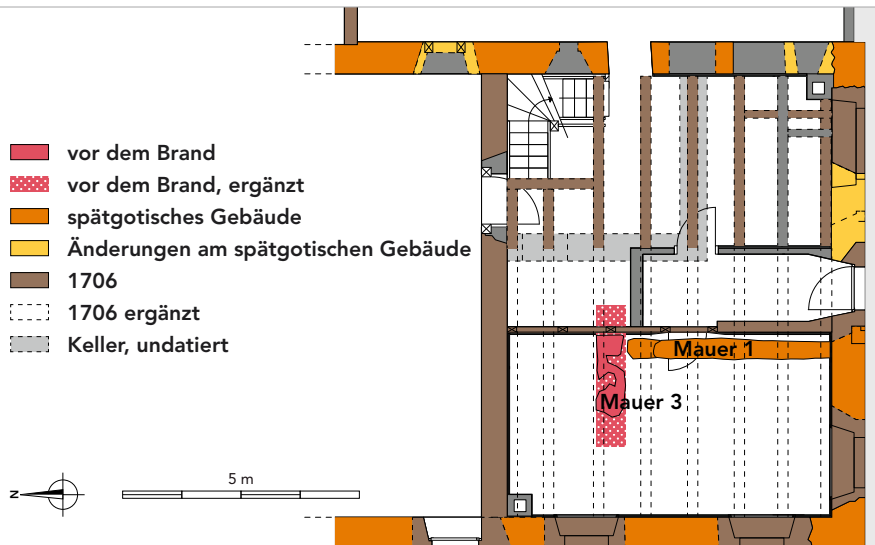 vor dem Brand
vor dem Brand, ergänzt
spätgotisches Gebäude
Änderungen am spätgotischen Gebäude
1706
1706 ergänzt
Keller, undatiert
Mauer 1
Mauer 3
N
5 m